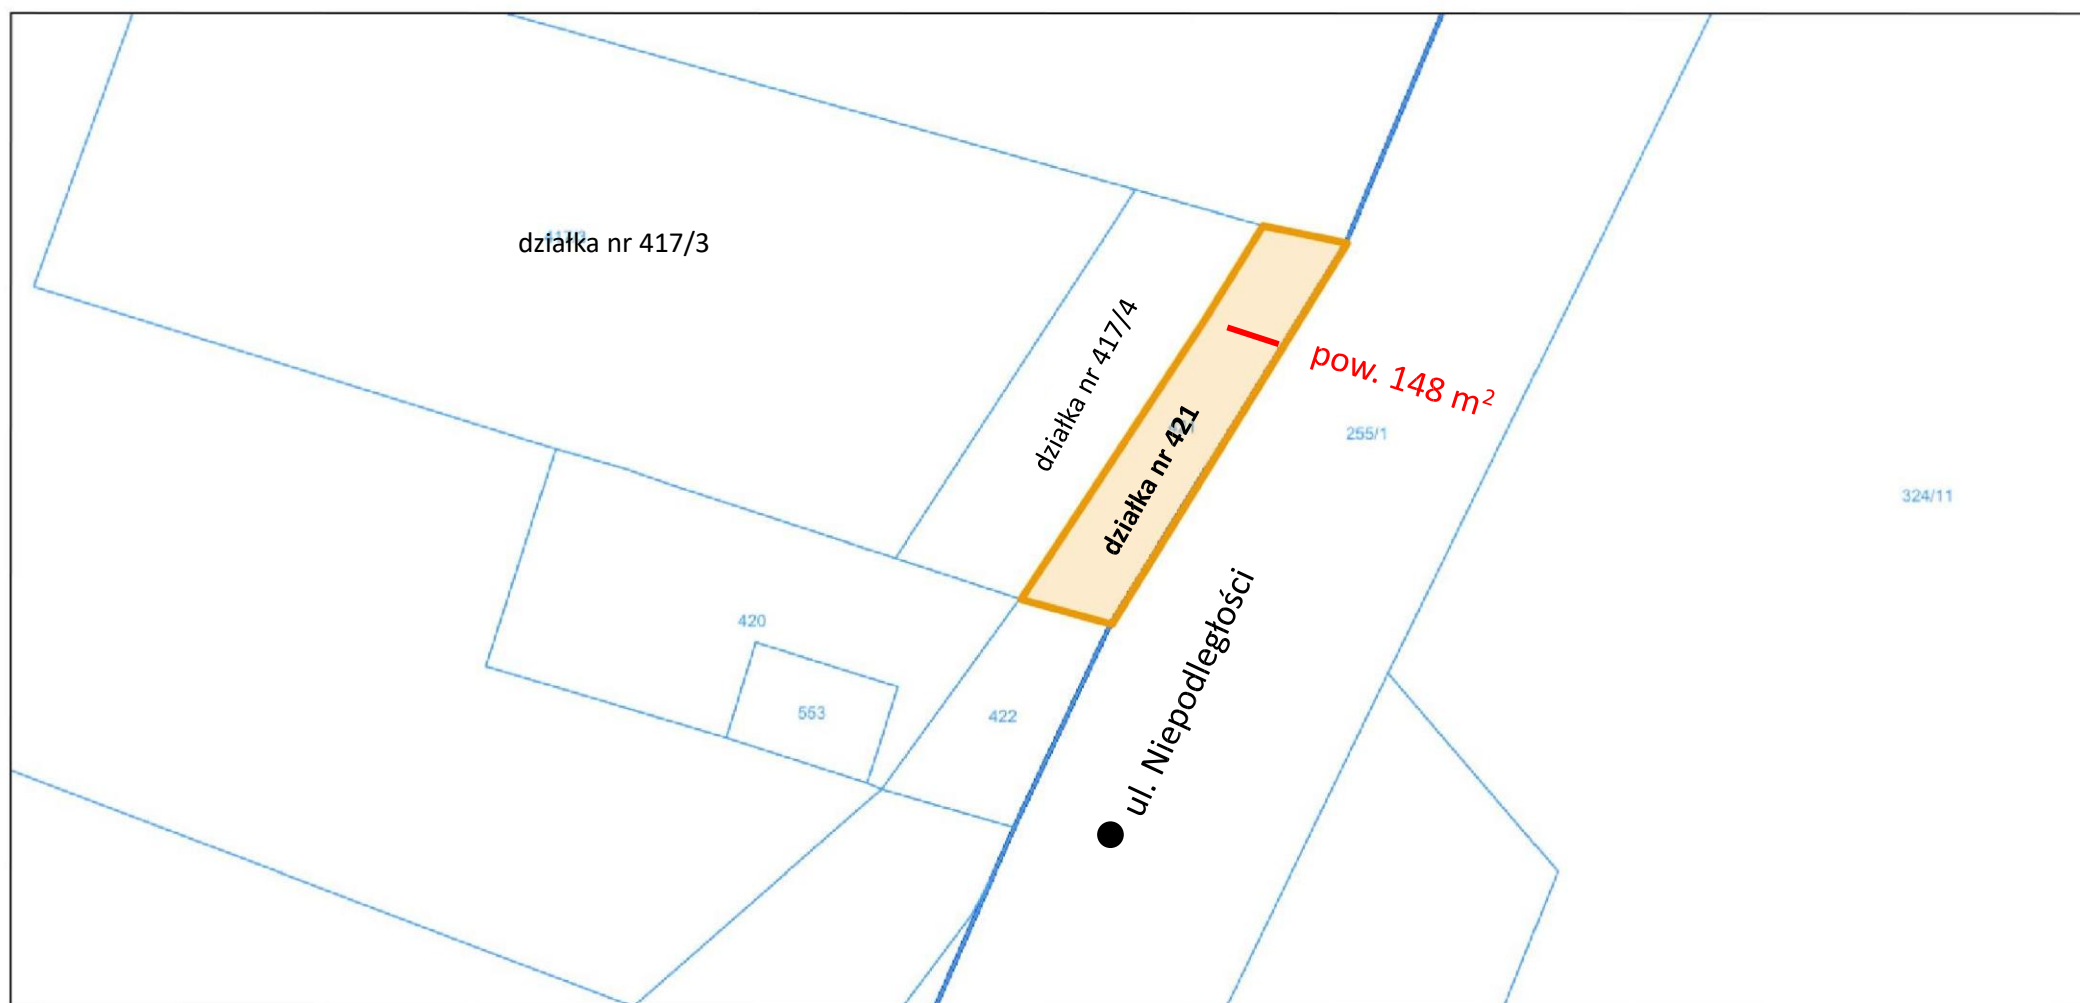 działka nr 417/3
działka nr 417/4
pow. 148 m²
działka nr 421
255/1
324/11
ul. Niepodległości
420
553
422